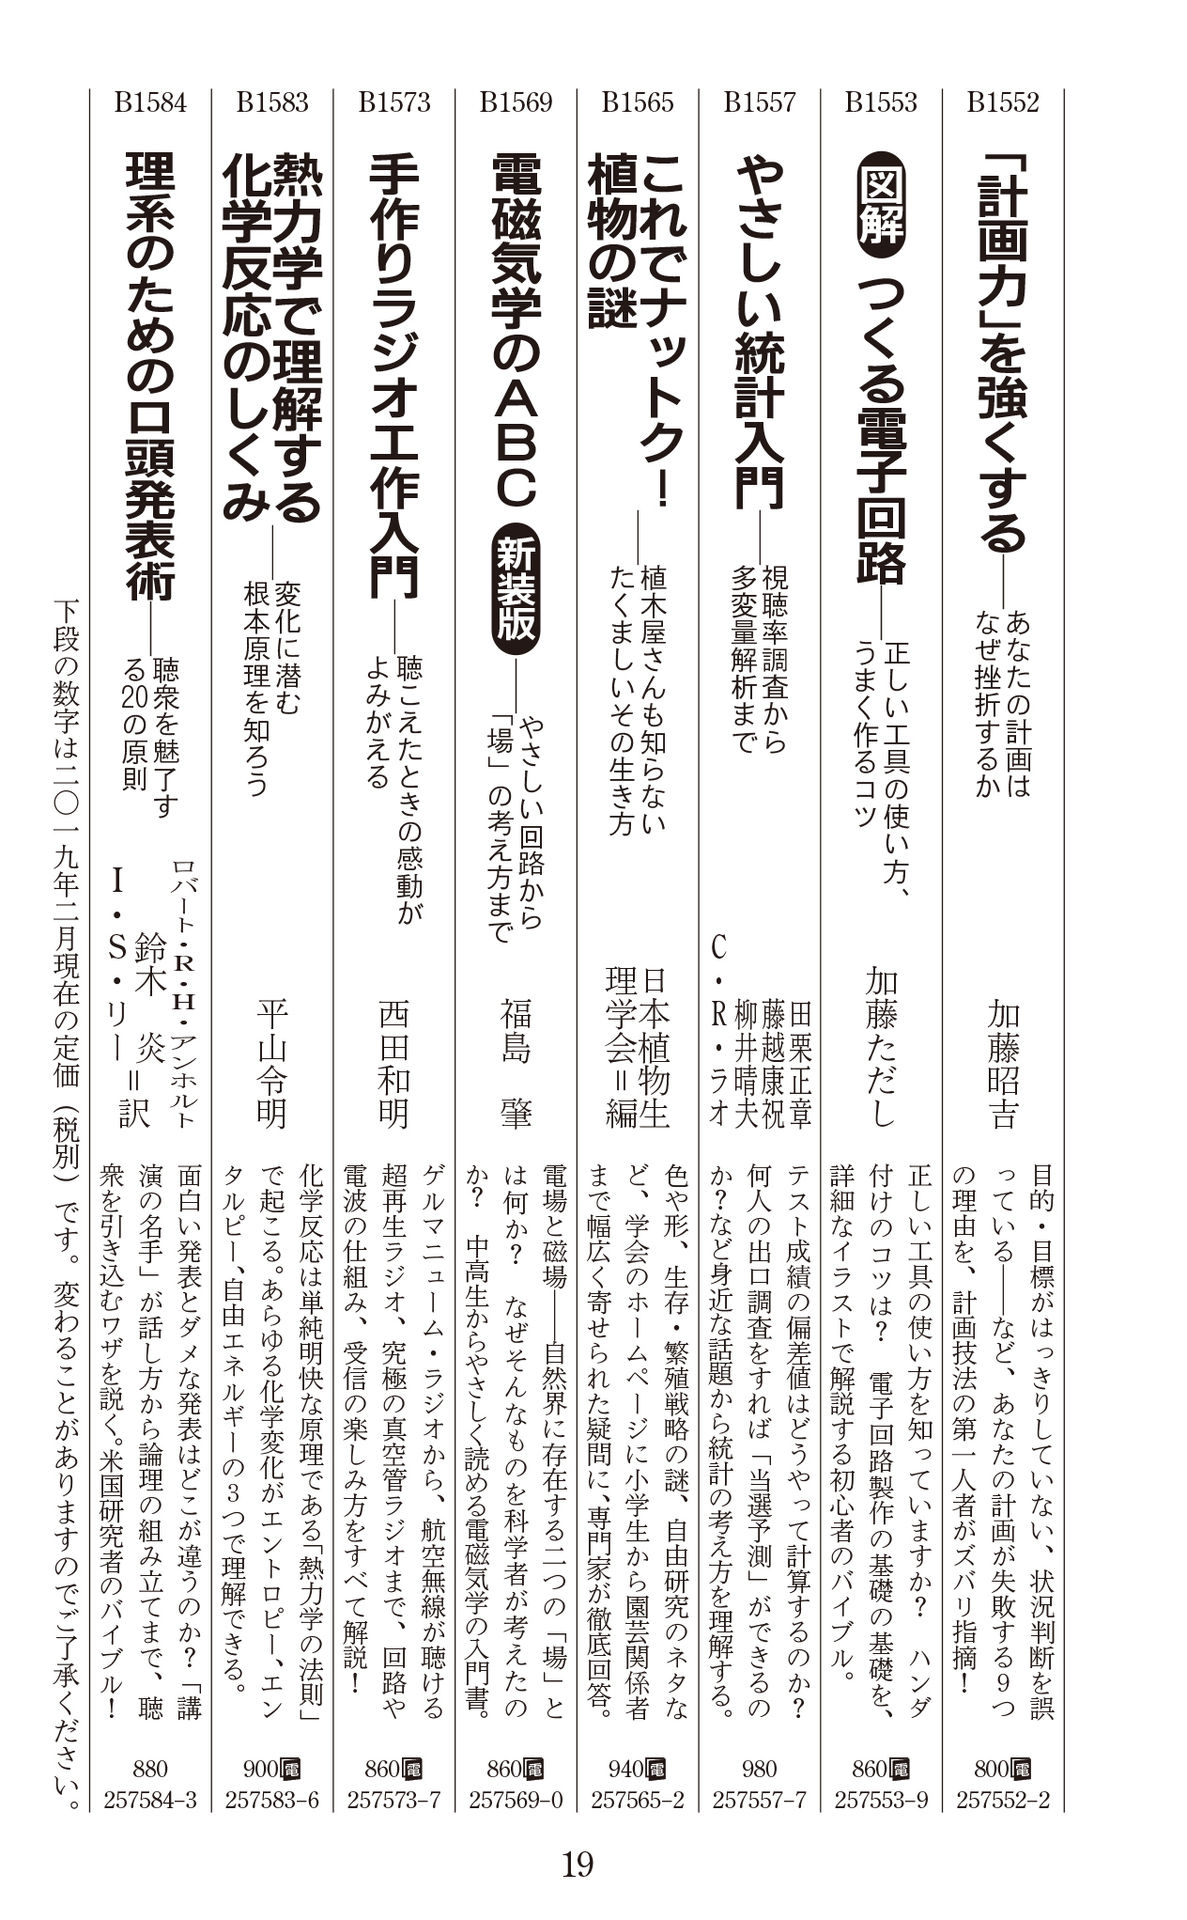 B1552
「計画力」を強くする
――あなたの計画は
なぜ挫折するか
加藤昭吉
目的・目標がはっきりしていない、状況判断を誤
っている――など、あなたの計画が失敗する9つ
の理由を、計画技法の第一人者がズバリ指摘！
800電
257552-2
B1553
図解 つくる電子回路
――正しい工具の使い方、
うまく作るコツ
加藤ただし
正しい工具の使い方を知っていますか？ ハンダ
付けのコツは？ 電子回路製作の基礎の基礎を、
詳細なイラストで解説する初心者のバイブル。
860電
257553-9
B1557
やさしい統計入門
――視聴率調査から
多変量解析まで
田栗正章
藤越康祝
柳井晴夫
C・R・ラオ
テスト成績の偏差値はどうやって計算するのか？
何人の出口調査をすれば「当選予測」ができるの
か？など身近な話題から統計の考え方を理解する。
980
257557-7
B1565
これでナットク！
植物の謎
――植木屋さんも知らない
たくましいその生き方
日本植物生
理学会＝編
色や形、生存・繁殖戦略の謎、自由研究のネタな
ど、学会のホームページに小学生から園芸関係者
まで幅広く寄せられた疑問に、専門家が徹底回答。
940電
257565-2
B1569
電磁気学のABC 新装版
――やさしい回路から
「場」の考え方まで
福島 肇
電場と磁場――自然界に存在する二つの「場」と
は何か？ なぜそんなものを科学者が考えたの
か？ 中高生からやさしく読める電磁気学の入門書。
860電
257569-0
B1573
手作りラジオ工作入門
――聴こえたときの感動が
よみがえる
西田和明
ゲルマニューム・ラジオから、航空無線が聴ける
超再生ラジオ、究極の真空管ラジオまで、回路や
電波の仕組み、受信の楽しみ方をすべて解説！
860電
257573-7
B1583
熱力学で理解する
化学反応のしくみ
――変化に潜む
根本原理を知ろう
平山令明
化学反応は単純明快な原理である「熱力学の法則」
で起こる。あらゆる化学変化がエントロピー、エン
タルピー、自由エネルギーの3つで理解できる。
900電
257583-6
B1584
理系のための口頭発表術
――聴衆を魅了す
る20の原則
ロバート・R・H・アンホルト
鈴木 炎
I・S・リー＝訳
面白い発表とダメな発表はどこが違うのか？「講
演の名手」が話し方から論理の組み立てまで、聴
衆を引き込むワザを説く。米国研究者のバイブル！
880
257584-3
下段の数字は二〇一九年二月現在の定価（税別）です。変わることがありますのでご了承ください。
19